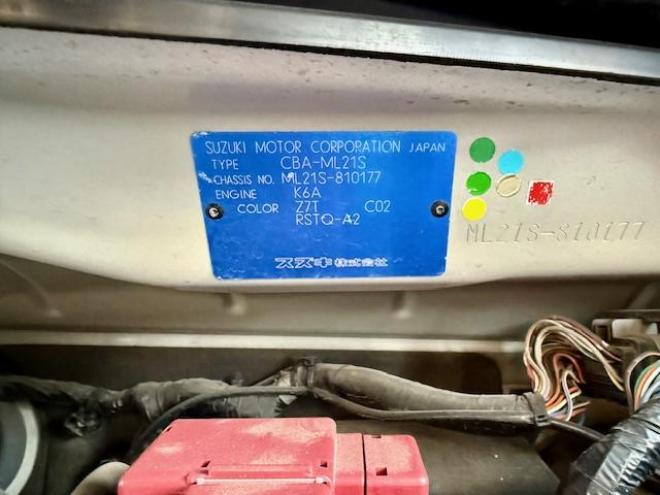 SUZUKI MOTOR CORPORATION JAPAN
TYPE CBA-ML21S
CHASSIS NO. ML21S-810177
ENGINE K6A
COLOR Z7T C02
RSTQ-A2
スズキ株式会社
ML21S-810177